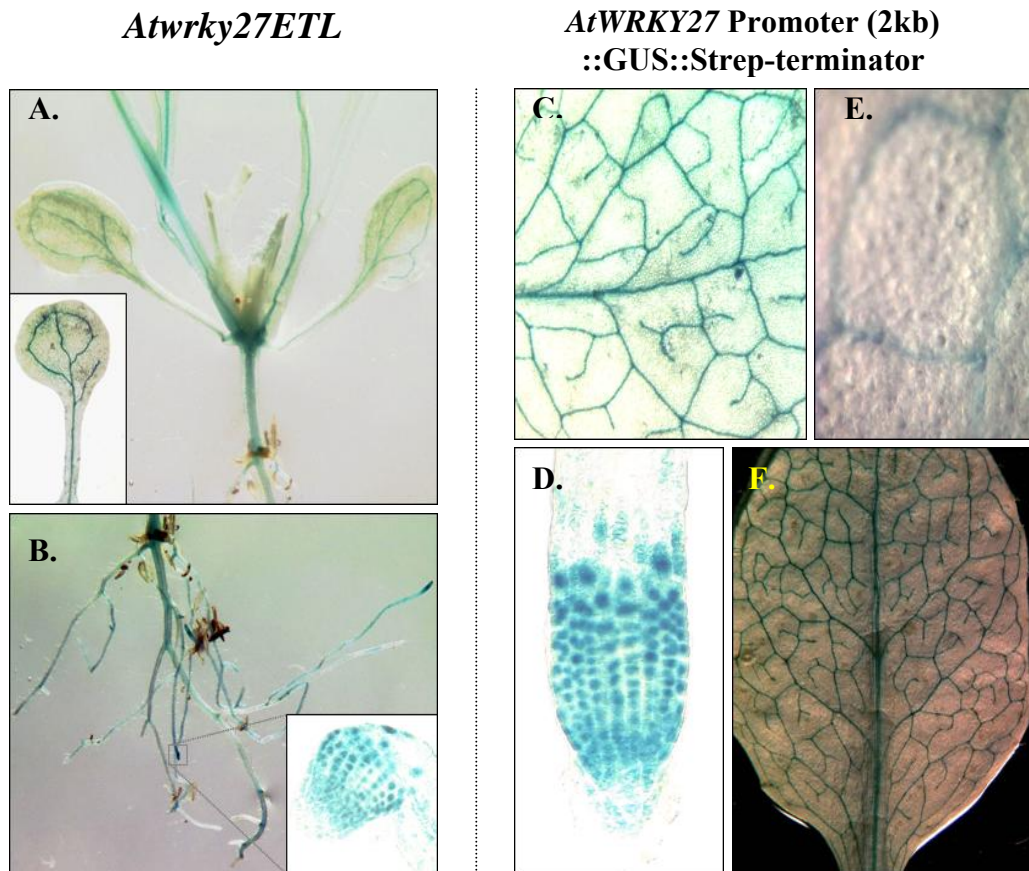 Atwrky27ETL
AtWRKY27 Promoter (2kb)
::GUS::Strep-terminator
A.
C.
E.
B.
D.
F.